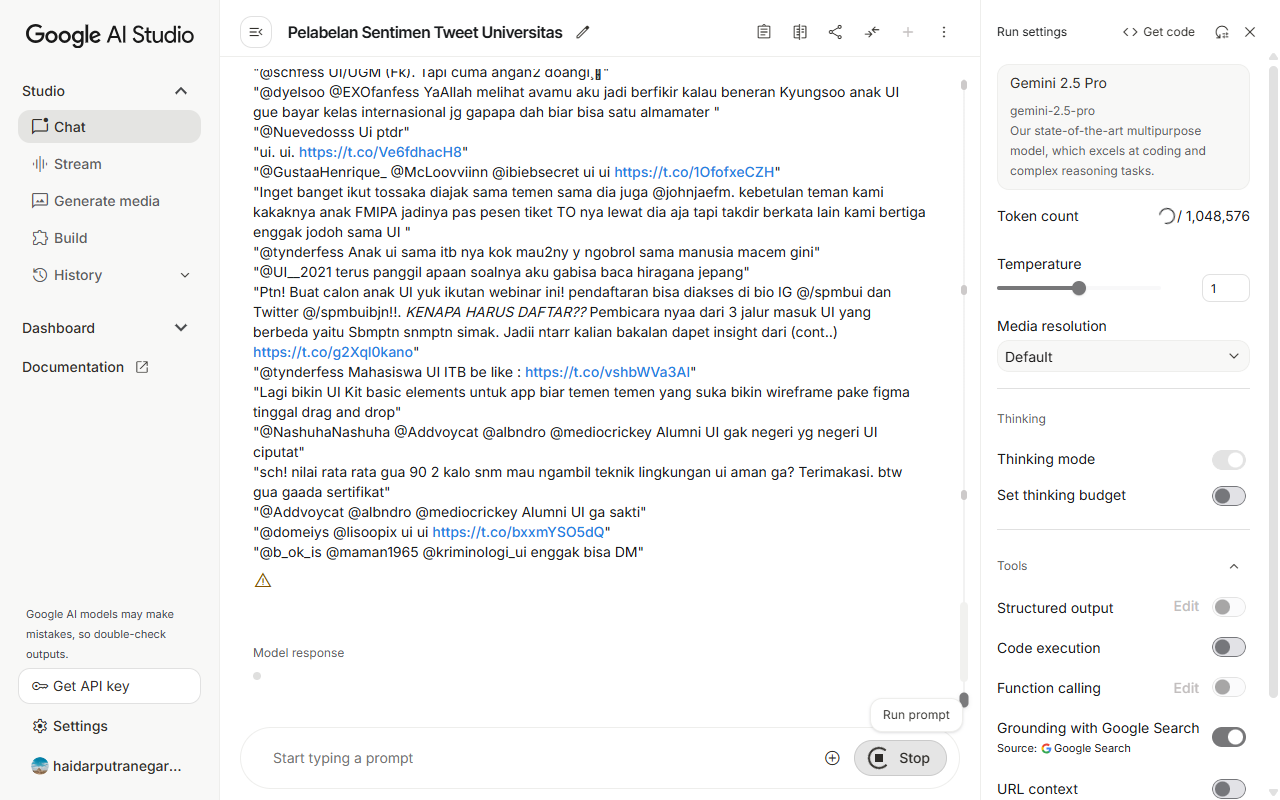 Google AI Studio
Studio
Chat
Stream
Generate media
Build
History
Dashboard
Documentation
Google AI models may make
mistakes, so double-check
outputs.
Get API key
Settings
haidarputranegar...
Pelabelan Sentimen Tweet Universitas
"@schfess UI/UGM (Fk). Tapi cuma angan2 doangl
"@dyelsoo @EXOfanfess YaAllah melihat avamu aku jadi berfikir kalau beneran Kyungsoo anak UI
gue bayar kelas internasional jg gapapa dah biar bisa satu almamater "
"@Nuevedosss Ui ptdr"
"ui. ui. https://t.co/Ve6fdhacH8"
"@GustaaHenrique_ @McLoovviinn @ibiebsecret ui ui https://t.co/1OfofxeCZH"
"Inget banget ikut tossaka diajak sama temen sama dia juga @johnjaefm. kebetulan teman kami
kakaknya anak FMIPA jadinya pas pesen tiket TO nya lewat dia aja tapi takdir berkata lain kami bertiga
enggak jodoh sama UI "
"@tynderfess Anak ui sama itb nya kok mau2ny y ngobrol sama manusia macem gini"
"@UI__2021 terus panggil apaan soalnya aku gabisa baca hiragana jepang"
"Ptn! Buat calon anak UI yuk ikutan webinar ini! pendaftaran bisa diakses di bio IG @/spmbui dan
Twitter @/spmbuibjn!!. KENAPA HARUS DAFTAR?? Pembicara nyaa dari 3 jalur masuk UI yang
berbeda yaitu Sbmptn snmptn simak. Jadii ntarr kalian bakalan dapet insight dari (cont..)
https://t.co/g2Xql0kano"
"@tynderfess Mahasiswa UI ITB be like : https://t.co/vshbWVa3AI"
"Lagi bikin UI Kit basic elements untuk app biar temen temen yang suka bikin wireframe pake figma
tinggal drag and drop"
"@NashuhaNashuha @Addvoycat @albndro @mediocrickey Alumni UI gak negeri yg negeri UI
ciputat"
"sch! nilai rata rata gua 90 2 kalo snm mau ngambil teknik lingkungan ui aman ga? Terimakasi. btw
gua gaada sertifikat"
"@Addvoycat @albndro @mediocrickey Alumni UI ga sakti"
"@domeiys @lisoopix ui ui https://t.co/bxxmYSO5dQ"
"@b_ok_is @maman1965 @kriminologi_ui enggak bisa DM"
Model response
Run prompt
Start typing a prompt
Stop
Run settings
<> Get code
Gemini 2.5 Pro
gemini-2.5-pro
Our state-of-the-art multipurpose
model, which excels at coding and
complex reasoning tasks.
Token count
/ 1,048,576
Temperature
1
Media resolution
Default
Thinking
Thinking mode
Set thinking budget
Tools
Structured output Edit
Code execution
Function calling Edit
Grounding with Google Search
Source: Google Search
URL context